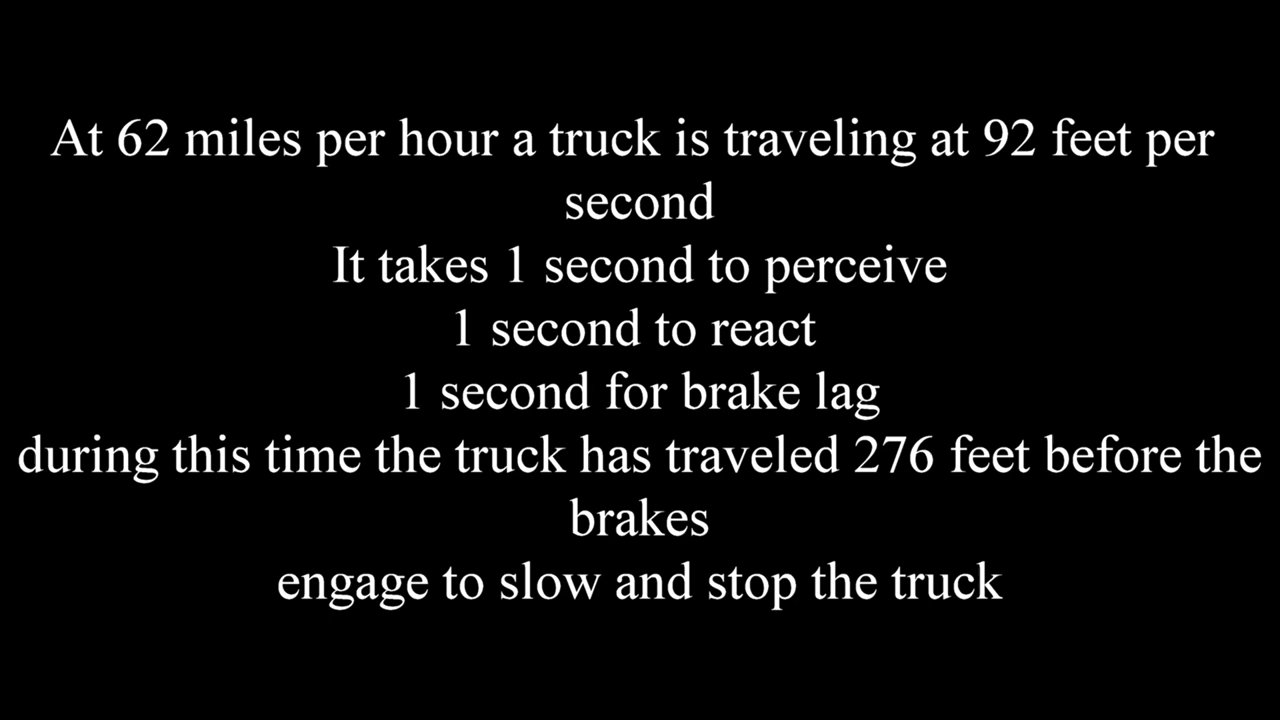 At 62 miles per hour a truck is traveling at 92 feet per
second
It takes 1 second to perceive
1 second to react
1 second for brake lag
during this time the truck has traveled 276 feet before the
brakes
engage to slow and stop the truck